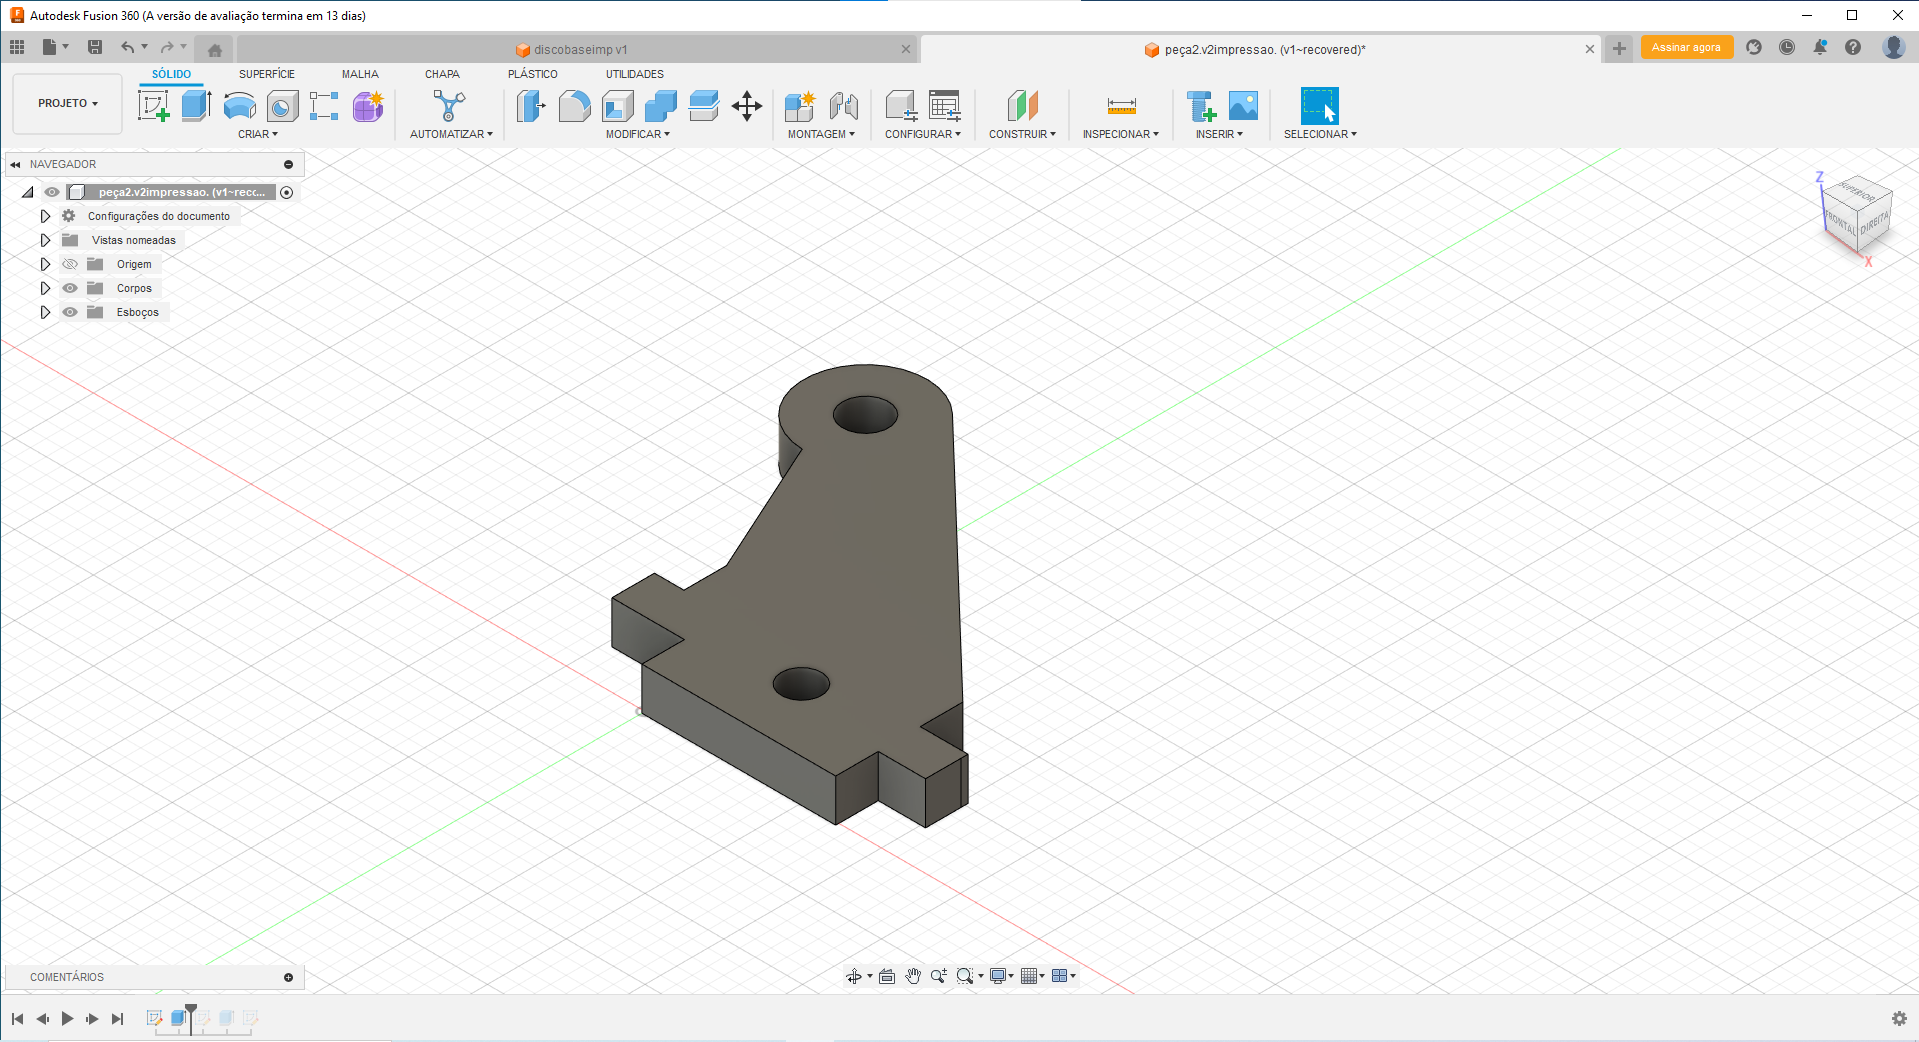 Autodesk Fusion 360 (A versão de avaliação termina em 13 dias)
discobaseimp v1
peça2.v2impressao. (v1~recovered)*
Assinar agora
PROJETO
SÓLIDO
SUPERFÍCIE
MALHA
CHAPA
PLÁSTICO
UTILIDADES
CRIAR
AUTOMATIZAR
MODIFICAR
MONTAGEM
CONFIGURAR
CONSTRUIR
INSPECIONAR
INSERIR
SELECIONAR
NAVEGADOR
peça2.v2impressao. (v1~recc...
Configurações do documento
Vistas nomeadas
Origem
Corpos
Esboços
Z
SUPERIOR
FRONTAL
DIREITA
X
COMENTÁRIOS